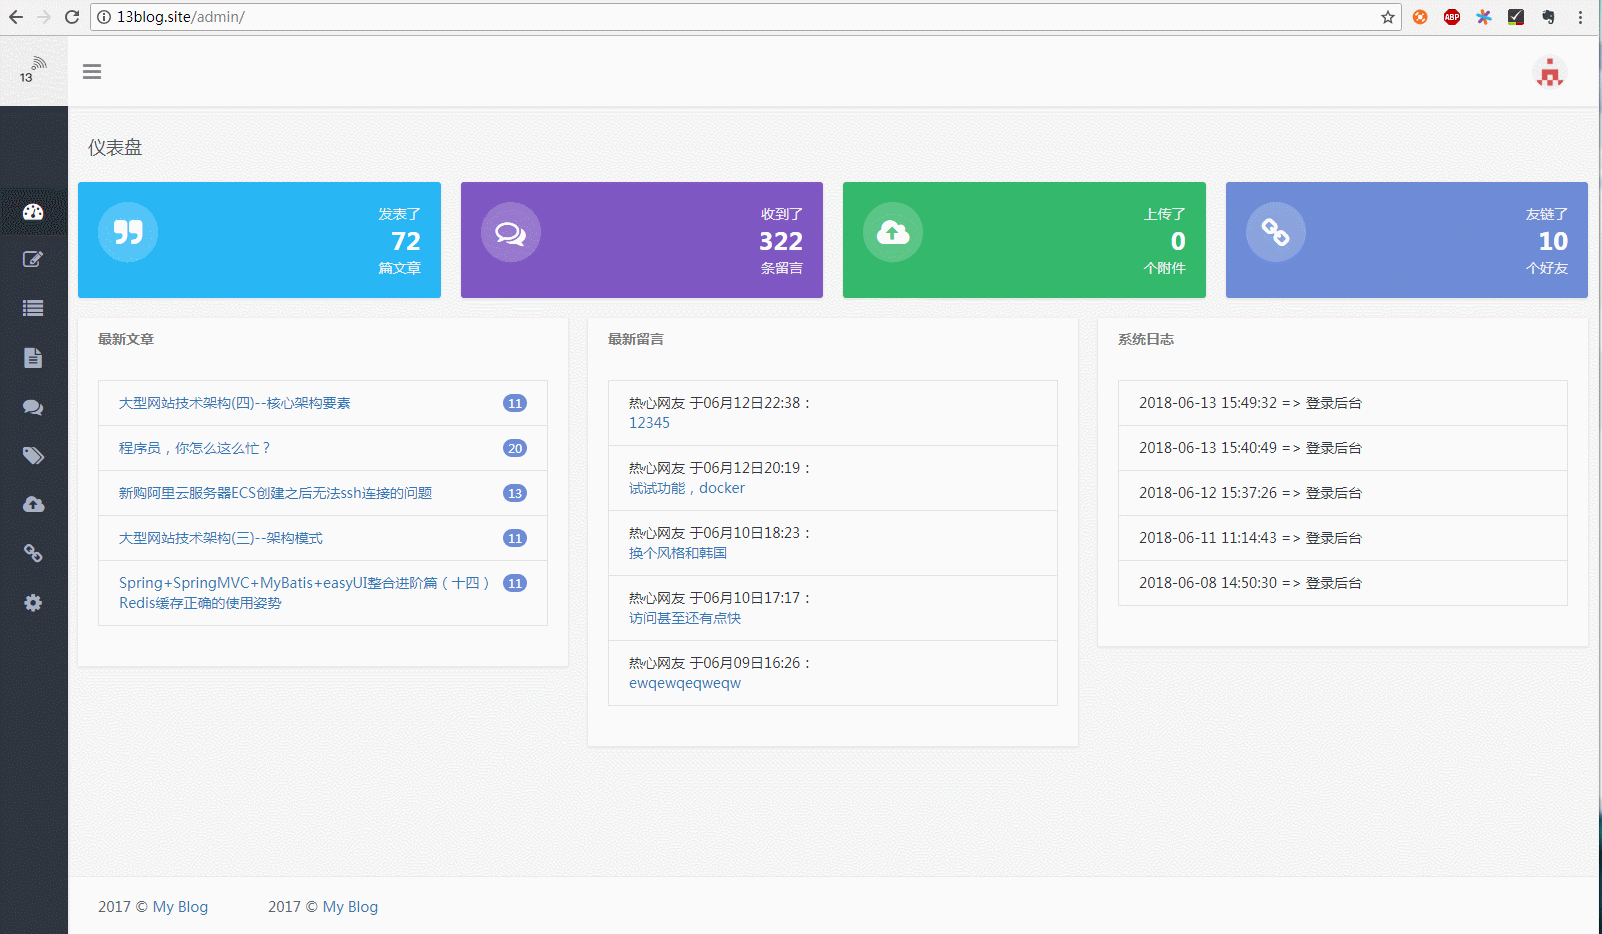 13blog.site/admin/
ABP
13
仪表盘
发表了
72
篇文章
收到了
322
条留言
上传了
0
个附件
友链了
10
个好友
最新文章
大型网站技术架构(四)--核心架构要素 11
程序员，你怎么这么忙？ 20
新购阿里云服务器ECS创建之后无法ssh连接的问题 13
大型网站技术架构(三)--架构模式 11
Spring+SpringMVC+MyBatis+easyUI整合进阶篇（十四） 11
Redis缓存正确的使用姿势
最新留言
热心网友 于06月12日22:38：
12345
热心网友 于06月12日20:19：
试试功能，docker
热心网友 于06月10日18:23：
换个风格和韩国
热心网友 于06月10日17:17：
访问甚至还有点快
热心网友 于06月09日16:26：
ewqewqeqweqw
系统日志
2018-06-13 15:49:32 => 登录后台
2018-06-13 15:40:49 => 登录后台
2018-06-12 15:37:26 => 登录后台
2018-06-11 11:14:43 => 登录后台
2018-06-08 14:50:30 => 登录后台
2017 © My Blog 2017 © My Blog